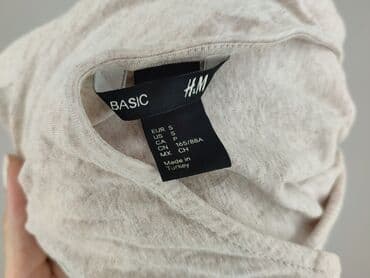 BASIC H&M
EUR S
US S
CA P
CN 165/88A
MX CH
Made in
Turkey